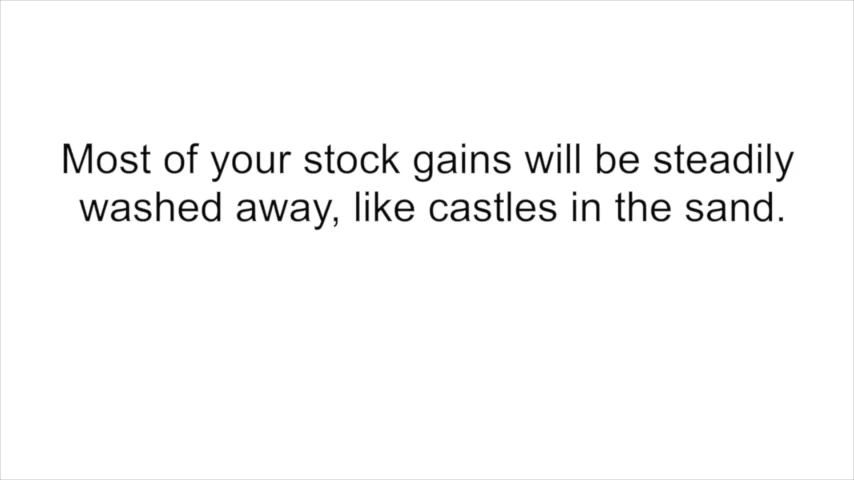 Most of your stock gains will be steadily
washed away, like castles in the sand.